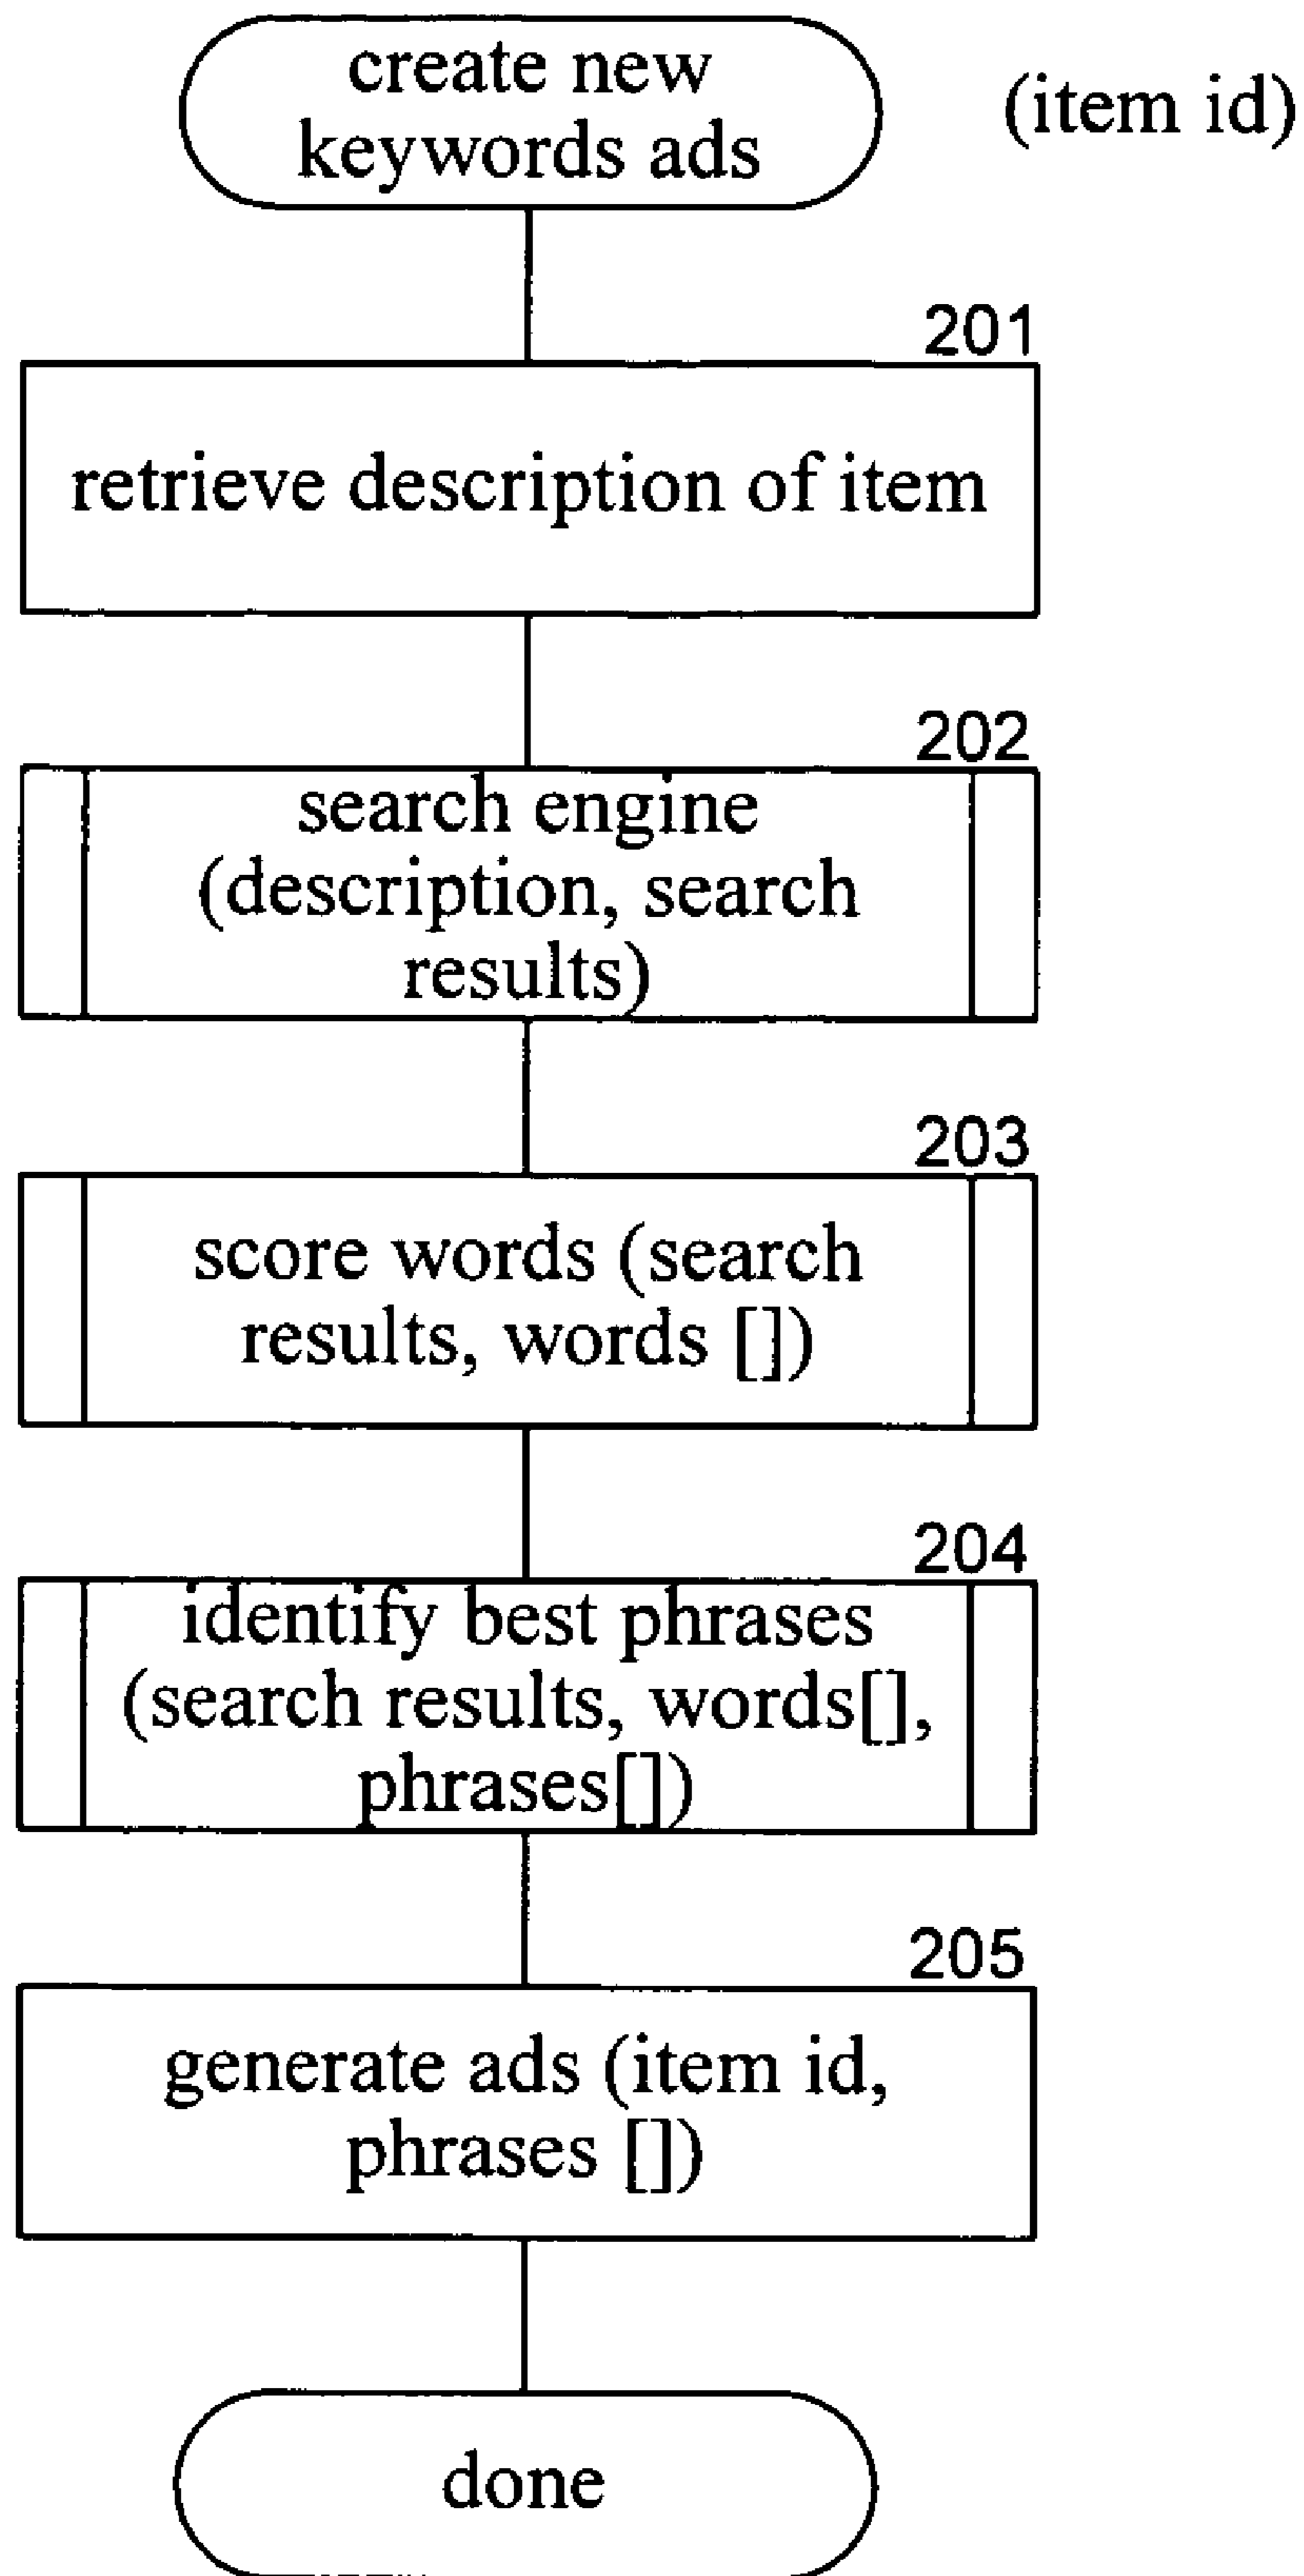 create new
keywords ads
(item id)
201
retrieve description of item
202
search engine
(description, search
results)
203
score words (search
results, words [])
204
identify best phrases
(search results, words[],
phrases[])
205
generate ads (item id,
phrases [])
done